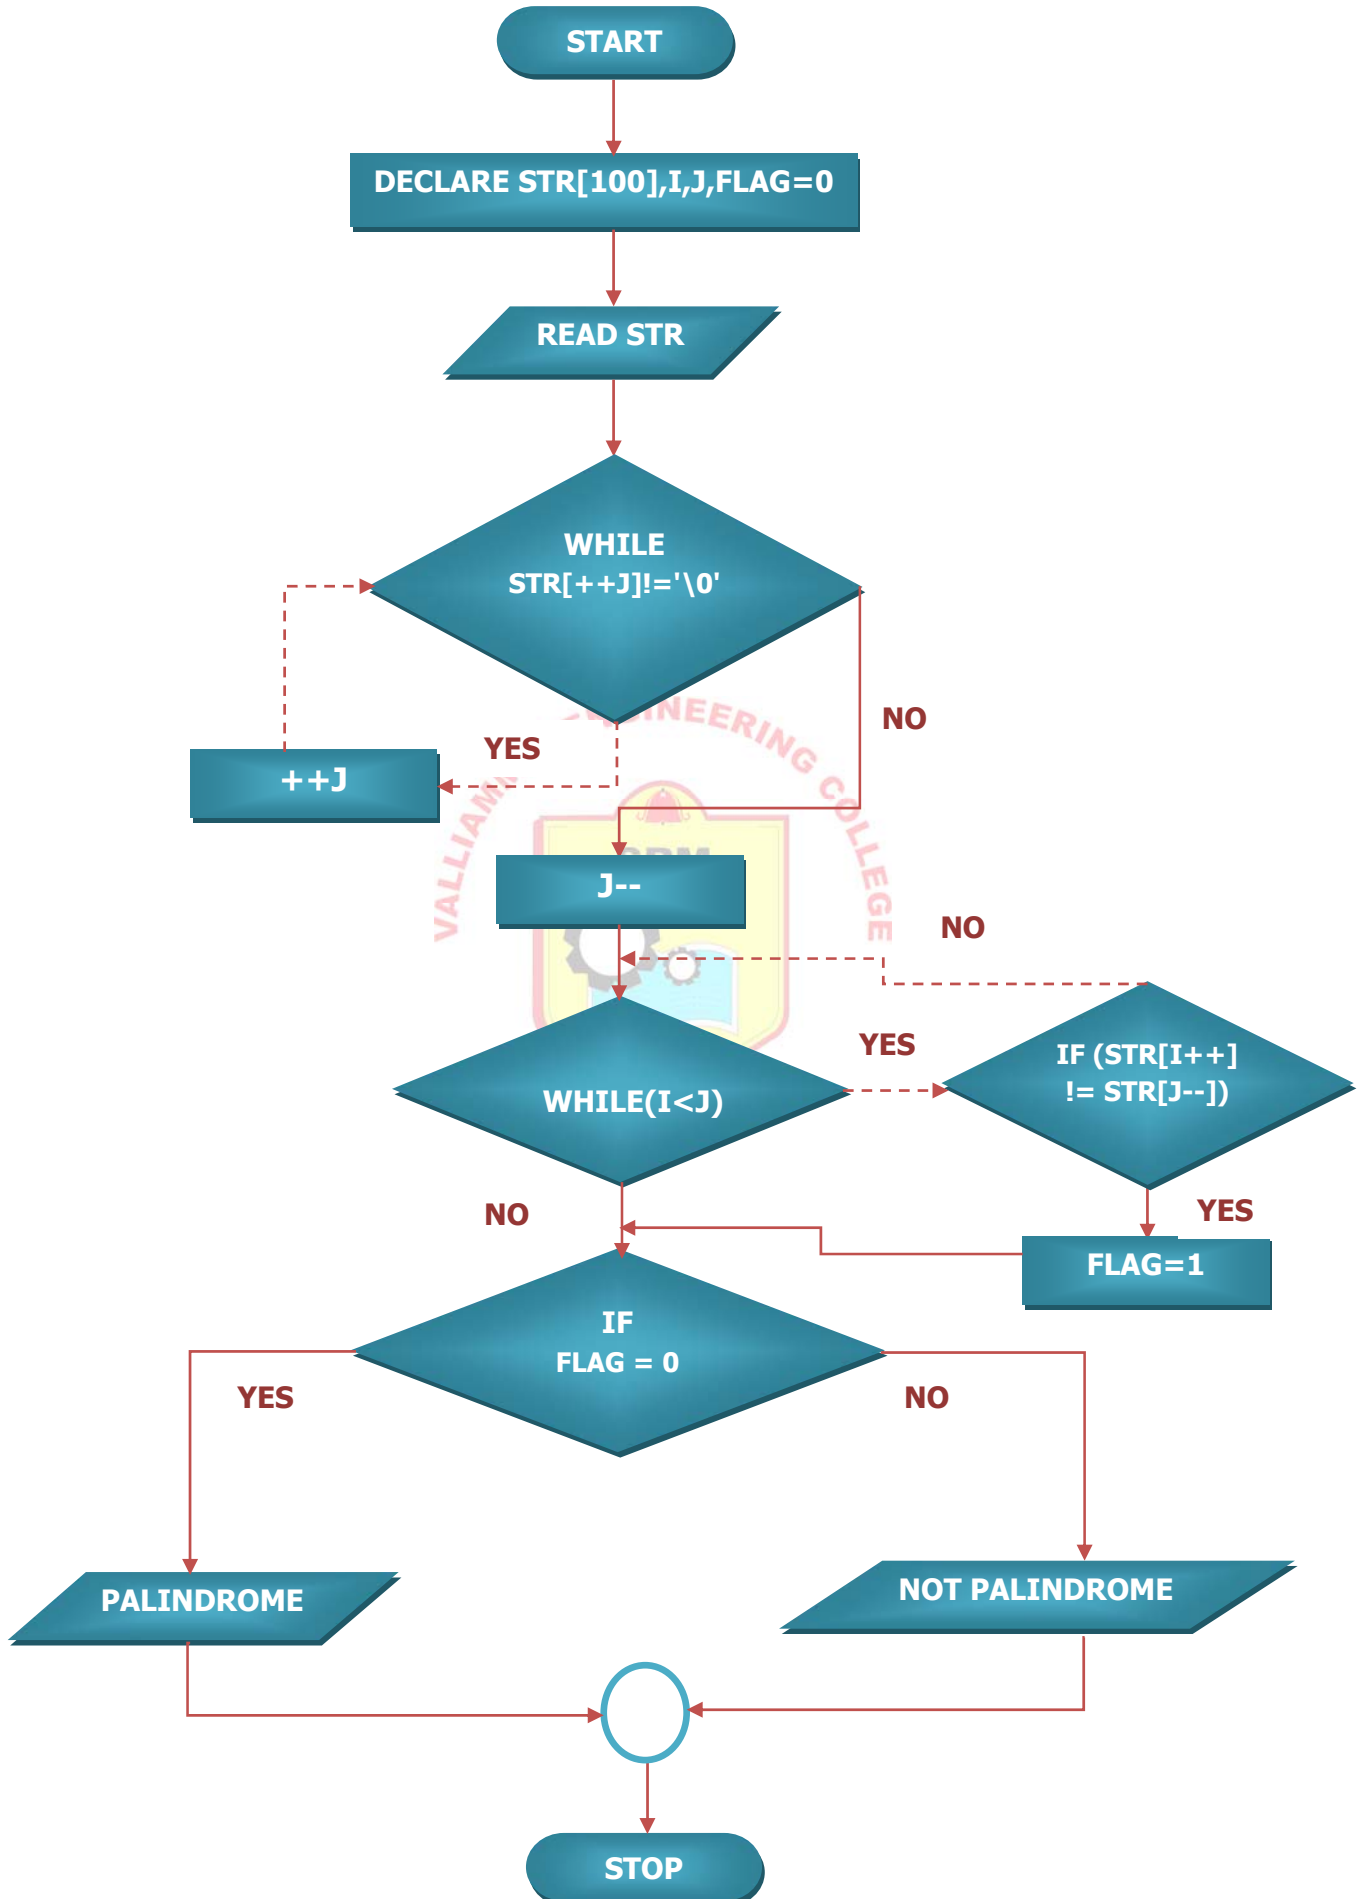 START
DECLARE STR[100],I,J,FLAG=0
READ STR
WHILE
STR[++J]!='\0'
NO
YES
++J
J--
NO
YES
IF (STR[I++]
!= STR[J--])
WHILE(I<J)
NO
YES
FLAG=1
IF
FLAG = 0
YES
NO
PALINDROME
NOT PALINDROME
STOP
COLLEGE